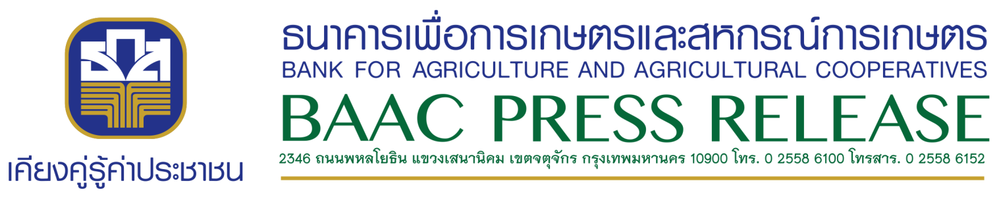 ธกส
เคียงคู่รู้ค่าประชาชน
ธนาคารเพื่อการเกษตรและสหกรณ์การเกษตร
BANK FOR AGRICULTURE AND AGRICULTURAL COOPERATIVES
BAAC PRESS RELEASE
2346 ถนนพหลโยธิน แขวงเสนานิคม เขตจตุจักร กรุงเทพมหานคร 10900 โทร. 0 2558 6100 โทรสาร. 0 2558 6152